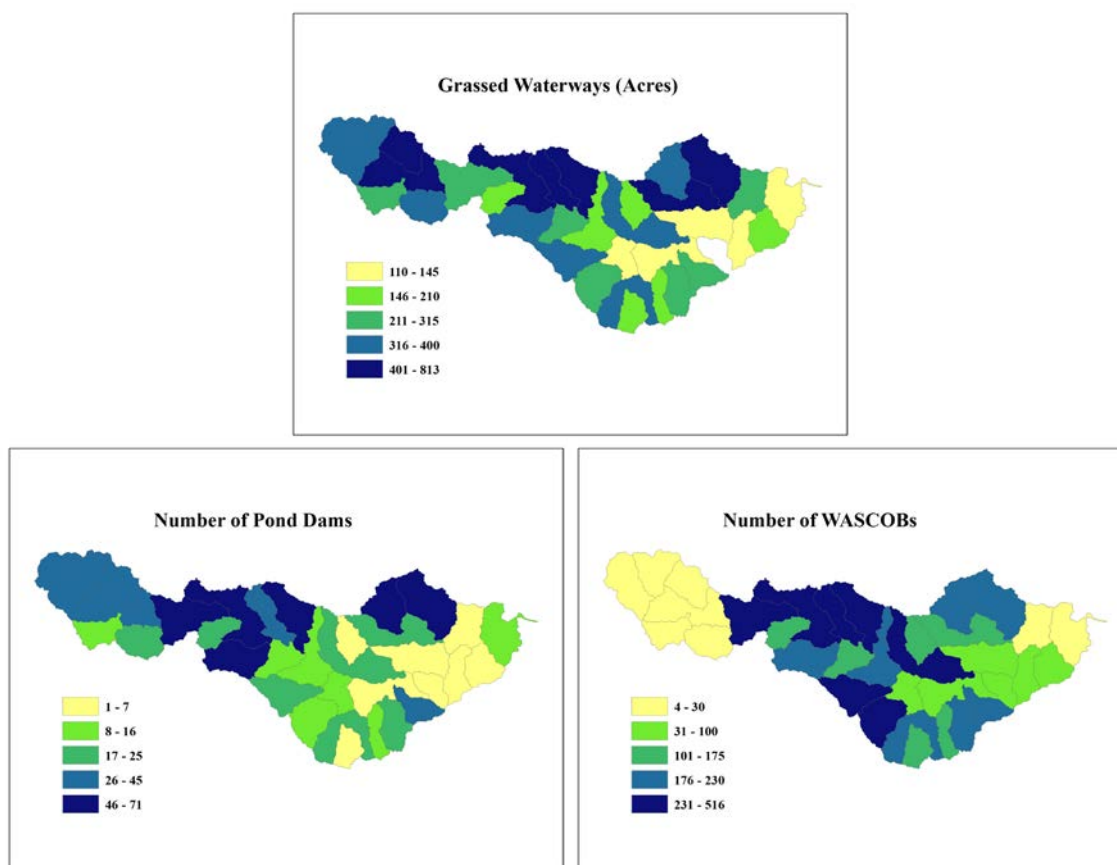 Grassed Waterways (Acres)
110 - 145
146 - 210
211 - 315
316 - 400
401 - 813
Number of Pond Dams
1 - 7
8 - 16
17 - 25
26 - 45
46 - 71
Number of WASCOBs
4 - 30
31 - 100
101 - 175
176 - 230
231 - 516